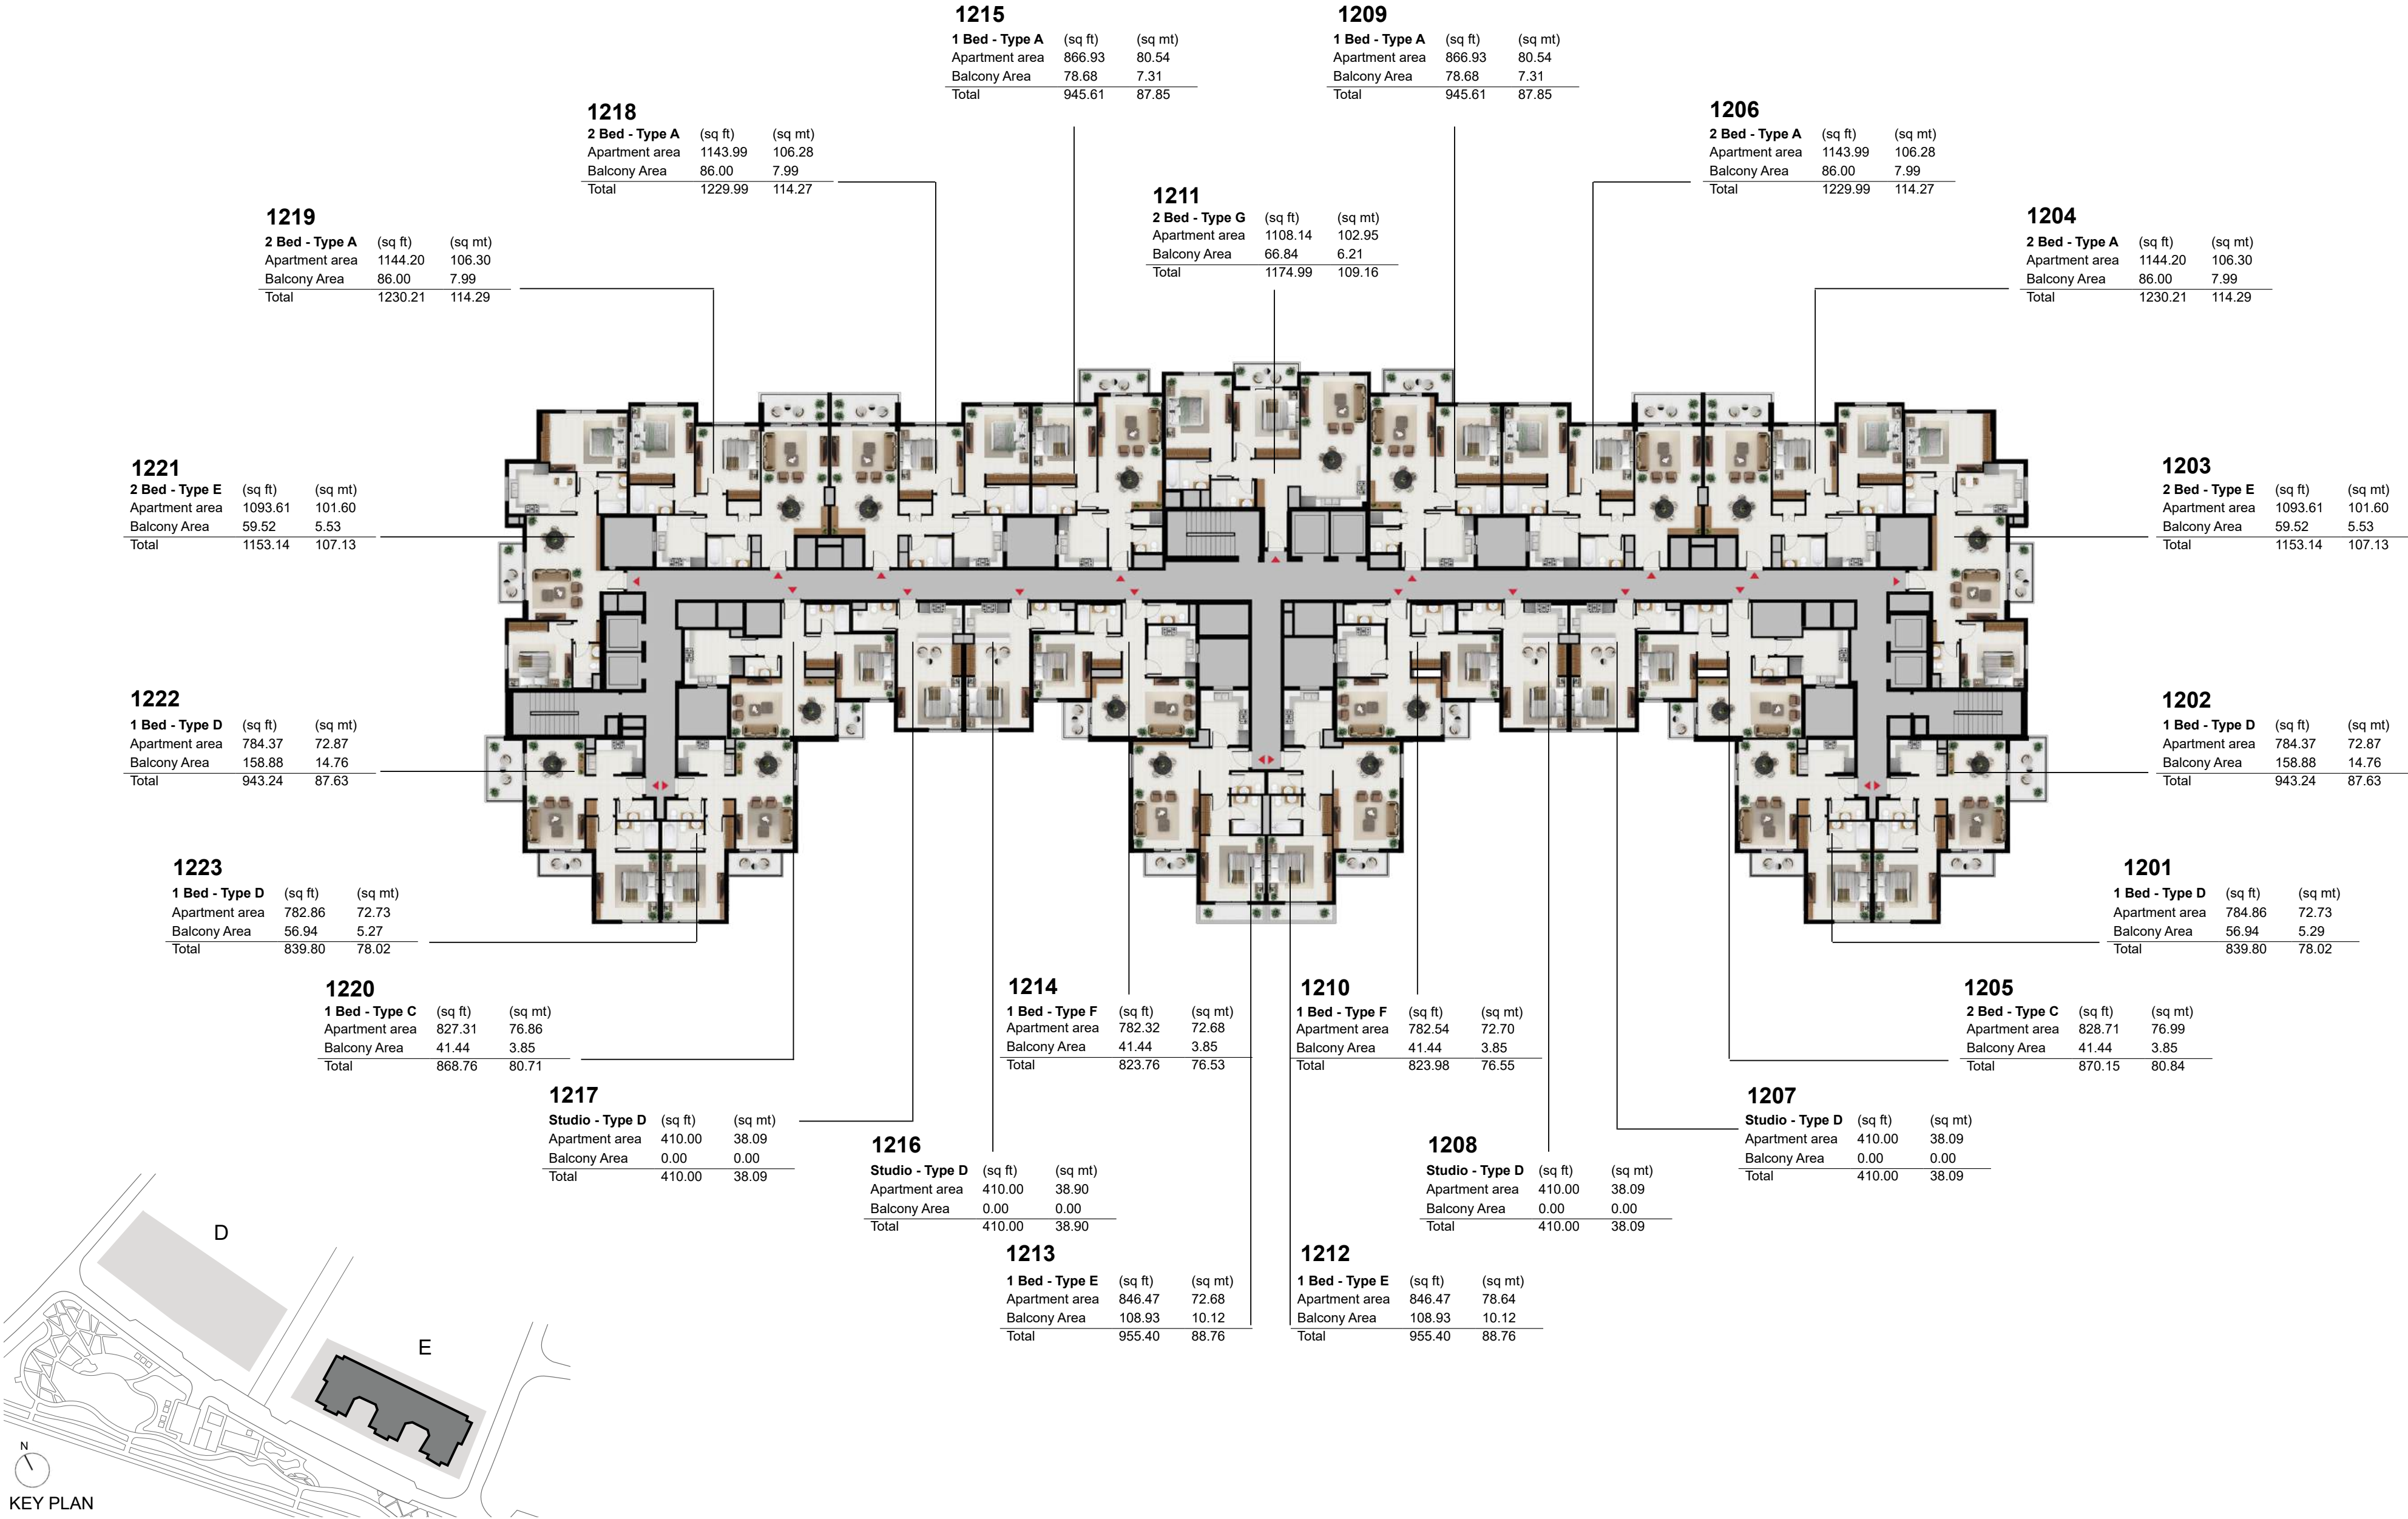 1215
1 Bed - Type A (sq ft) (sq mt)
Apartment area 866.93 80.54
Balcony Area 78.68 7.31
Total 945.61 87.85
1209
1 Bed - Type A (sq ft) (sq mt)
Apartment area 866.93 80.54
Balcony Area 78.68 7.31
Total 945.61 87.85
1218
2 Bed - Type A (sq ft) (sq mt)
Apartment area 1143.99 106.28
Balcony Area 86.00 7.99
Total 1229.99 114.27
1206
2 Bed - Type A (sq ft) (sq mt)
Apartment area 1143.99 106.28
Balcony Area 86.00 7.99
Total 1229.99 114.27
1211
2 Bed - Type G (sq ft) (sq mt)
Apartment area 1108.14 102.95
Balcony Area 66.84 6.21
Total 1174.99 109.16
1219
2 Bed - Type A (sq ft) (sq mt)
Apartment area 1144.20 106.30
Balcony Area 86.00 7.99
Total 1230.21 114.29
1204
2 Bed - Type A (sq ft) (sq mt)
Apartment area 1144.20 106.30
Balcony Area 86.00 7.99
Total 1230.21 114.29
1221
2 Bed - Type E (sq ft) (sq mt)
Apartment area 1093.61 101.60
Balcony Area 59.52 5.53
Total 1153.14 107.13
1203
2 Bed - Type E (sq ft) (sq mt)
Apartment area 1093.61 101.60
Balcony Area 59.52 5.53
Total 1153.14 107.13
1222
1 Bed - Type D (sq ft) (sq mt)
Apartment area 784.37 72.87
Balcony Area 158.88 14.76
Total 943.24 87.63
1202
1 Bed - Type D (sq ft) (sq mt)
Apartment area 784.37 72.87
Balcony Area 158.88 14.76
Total 943.24 87.63
1223
1 Bed - Type D (sq ft) (sq mt)
Apartment area 782.86 72.73
Balcony Area 56.94 5.27
Total 839.80 78.02
1201
1 Bed - Type D (sq ft) (sq mt)
Apartment area 784.86 72.73
Balcony Area 56.94 5.29
Total 839.80 78.02
1220
1 Bed - Type C (sq ft) (sq mt)
Apartment area 827.31 76.86
Balcony Area 41.44 3.85
Total 868.76 80.71
1214
1 Bed - Type F (sq ft) (sq mt)
Apartment area 782.32 72.68
Balcony Area 41.44 3.85
Total 823.76 76.53
1210
1 Bed - Type F (sq ft) (sq mt)
Apartment area 782.54 72.70
Balcony Area 41.44 3.85
Total 823.98 76.55
1205
2 Bed - Type C (sq ft) (sq mt)
Apartment area 828.71 76.99
Balcony Area 41.44 3.85
Total 870.15 80.84
1217
Studio - Type D (sq ft) (sq mt)
Apartment area 410.00 38.09
Balcony Area 0.00 0.00
Total 410.00 38.09
1207
Studio - Type D (sq ft) (sq mt)
Apartment area 410.00 38.09
Balcony Area 0.00 0.00
Total 410.00 38.09
1216
Studio - Type D (sq ft) (sq mt)
Apartment area 410.00 38.90
Balcony Area 0.00 0.00
Total 410.00 38.90
1208
Studio - Type D (sq ft) (sq mt)
Apartment area 410.00 38.09
Balcony Area 0.00 0.00
Total 410.00 38.09
1213
1 Bed - Type E (sq ft) (sq mt)
Apartment area 846.47 72.68
Balcony Area 108.93 10.12
Total 955.40 88.76
1212
1 Bed - Type E (sq ft) (sq mt)
Apartment area 846.47 78.64
Balcony Area 108.93 10.12
Total 955.40 88.76
D
E
N
KEY PLAN